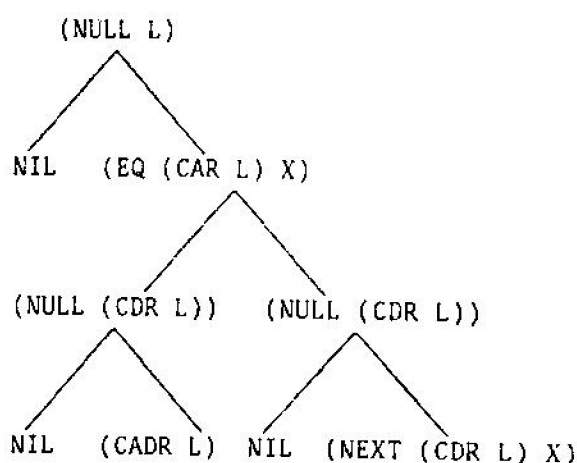 (NULL L)
NIL (EQ (CAR L) X)
(NULL (CDR L)) (NULL (CDR L))
NIL (CADR L) NIL (NEXT (CDR L) X)